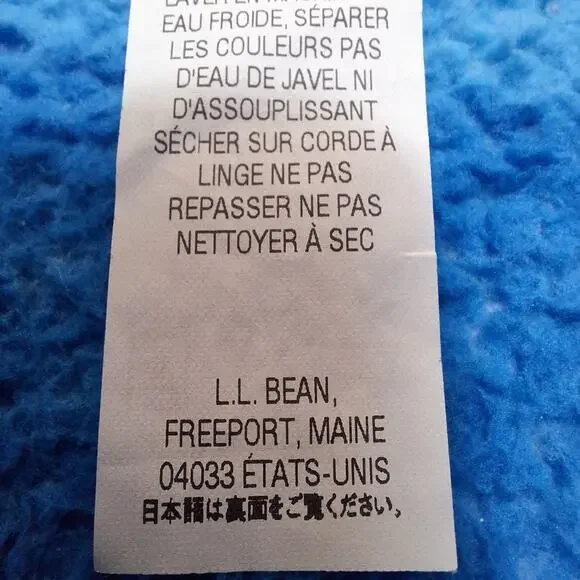 LAVER EN
EAU FROIDE, SÉPARER
LES COULEURS PAS
D'EAU DE JAVEL NI
D'ASSOUPLISSANT
SÉCHER SUR CORDE À
LINGE NE PAS
REPASSER NE PAS
NETTOYER À SEC
L.L. BEAN,
FREEPORT, MAINE
04033 ÉTATS-UNIS
日本語は裏面をご覧ください。